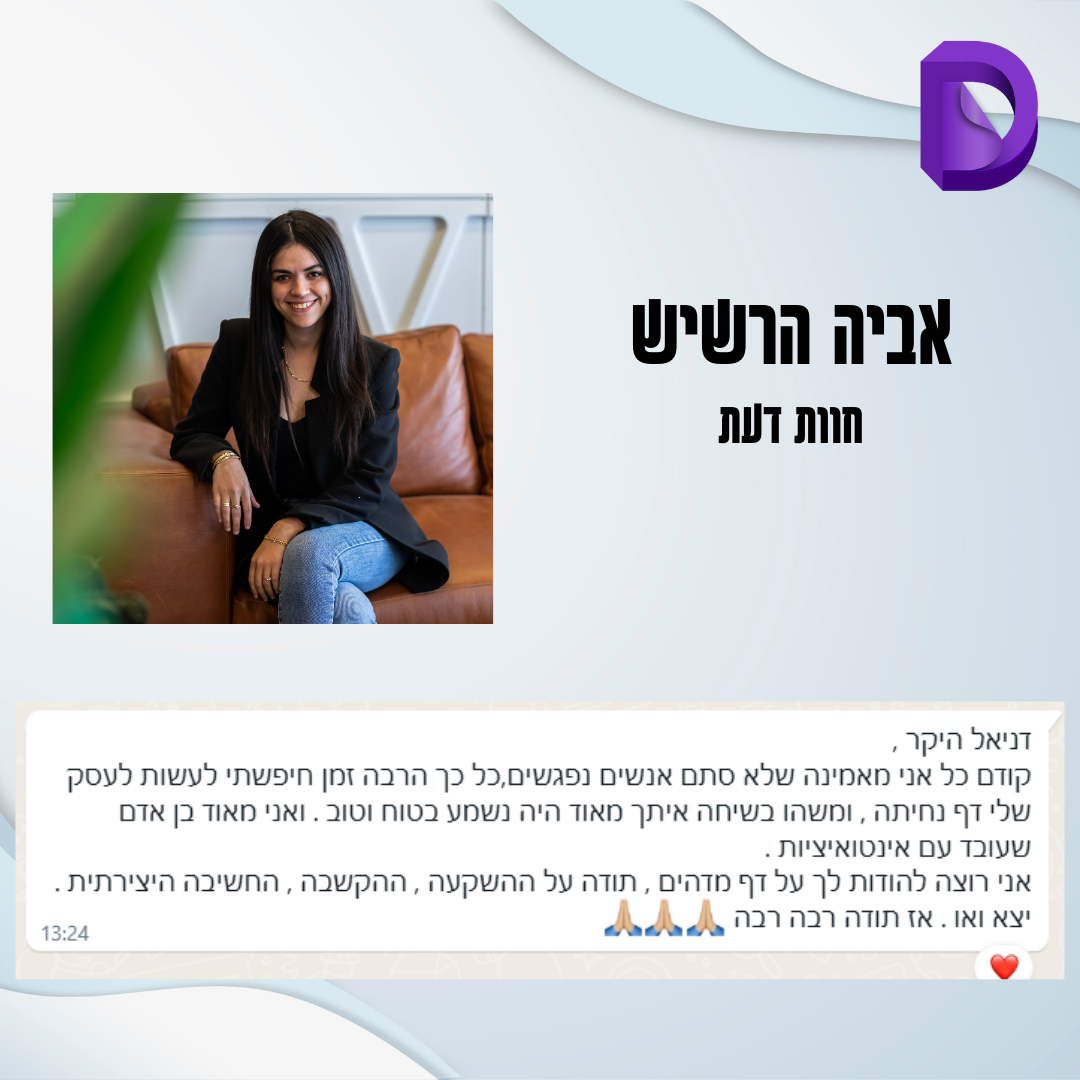 אביה הרשיש
חוות דעת
דניאל היקר ,
קודם כל אני מאמינה שלא סתם אנשים נפגשים,כל כך הרבה זמן חיפשתי לעשות לעסק
שלי דף נחיתה , ומשהו בשיחה איתך מאוד היה נשמע בטוח וטוב . ואני מאוד בן אדם
שעובד עם אינטואיציות .
אני רוצה להודות לך על דף מדהים , תודה על ההשקעה , ההקשבה , החשיבה היצירתית .
יצא ואו . אז תודה רבה רבה 🙏🏼🙏🏼🙏🏼
13:24